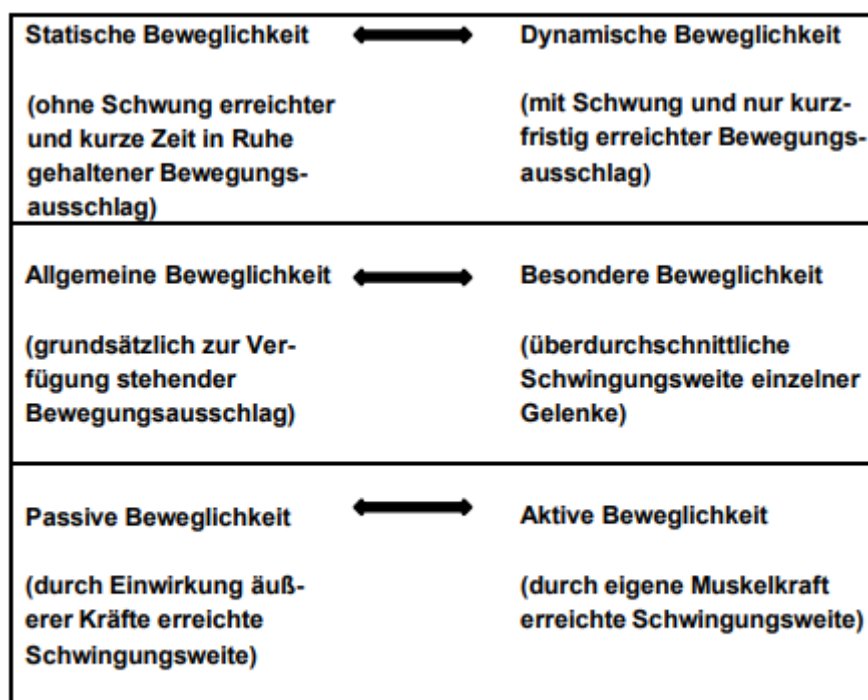 Statische Beweglichkeit
(ohne Schwung erreichter
und kurze Zeit in Ruhe
gehaltener Bewegungs-
ausschlag)
Dynamische Beweglichkeit
(mit Schwung und nur kurz-
fristig erreichter Bewegungs-
ausschlag)
Allgemeine Beweglichkeit
(grundsätzlich zur Ver-
fügung stehender
Bewegungsausschlag)
Besondere Beweglichkeit
(überdurchschnittliche
Schwingungsweite einzelner
Gelenke)
Passive Beweglichkeit
(durch Einwirkung äuß-
erer Kräfte erreichte
Schwingungsweite)
Aktive Beweglichkeit
(durch eigene Muskelkraft
erreichte Schwingungsweite)